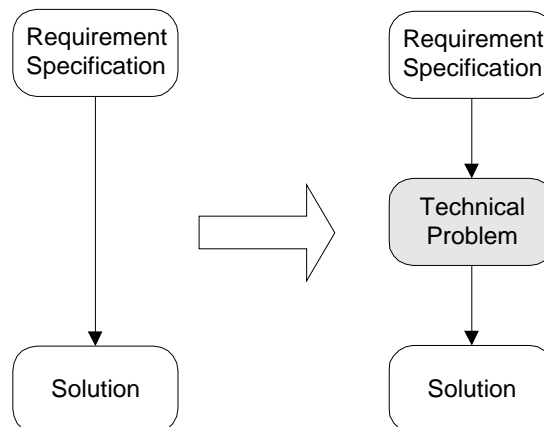 Requirement
Specification
Solution
Requirement
Specification
Technical
Problem
Solution